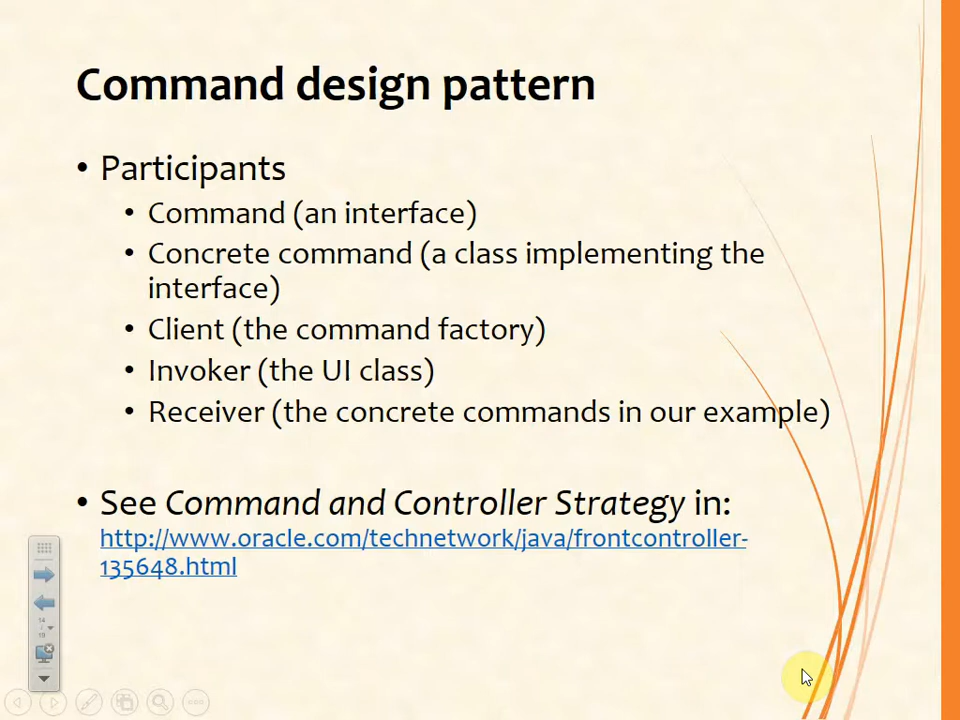 Command design pattern
• Participants
• Command (an interface)
• Concrete command (a class implementing the
interface)
• Client (the command factory)
• Invoker (the UI class)
• Receiver (the concrete commands in our example)
• See Command and Controller Strategy in:
http://www.oracle.com/technetwork/java/frontcontroller-
135648.html
14
/
19